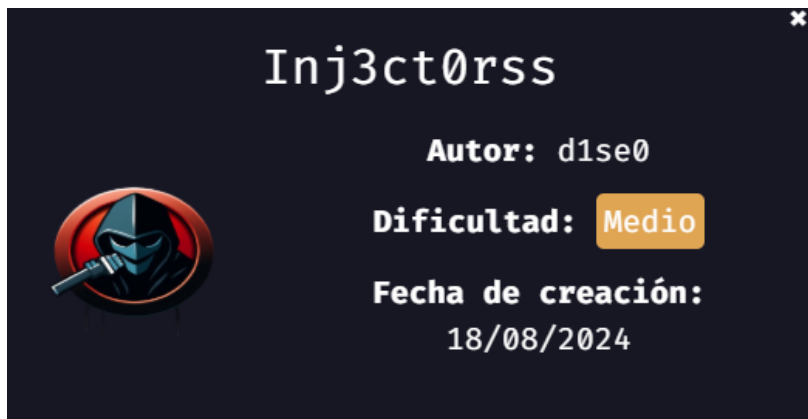 ✖
Inj3ct0rss
Autor: d1se0
Dificultad: Medio
Fecha de creación:
18/08/2024